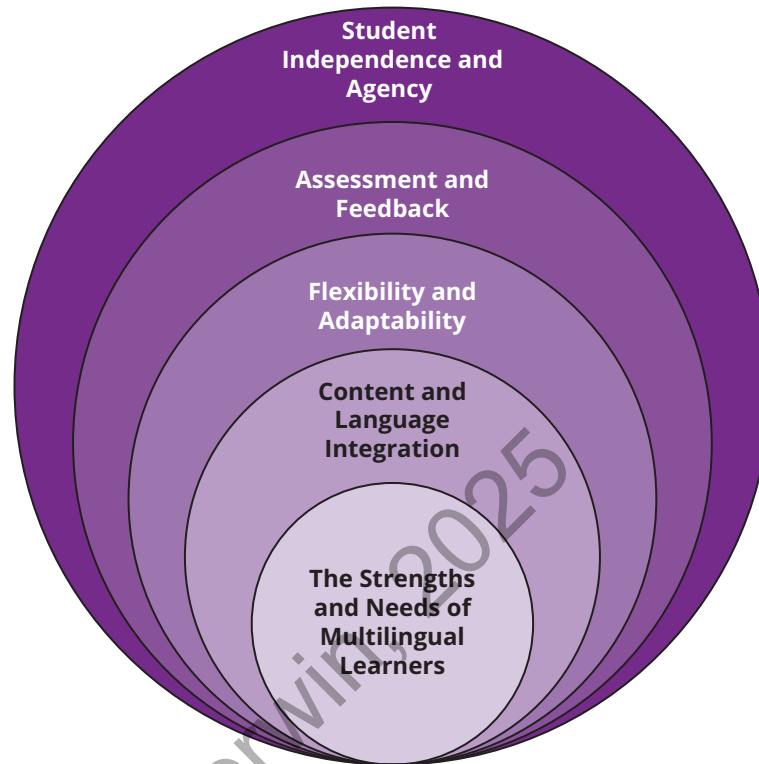 Student
Independence and
Agency
Assessment and
Feedback
Flexibility and
Adaptability
Content and
Language
Integration
The Strengths
and Needs of
Multilingual
Learners
2025